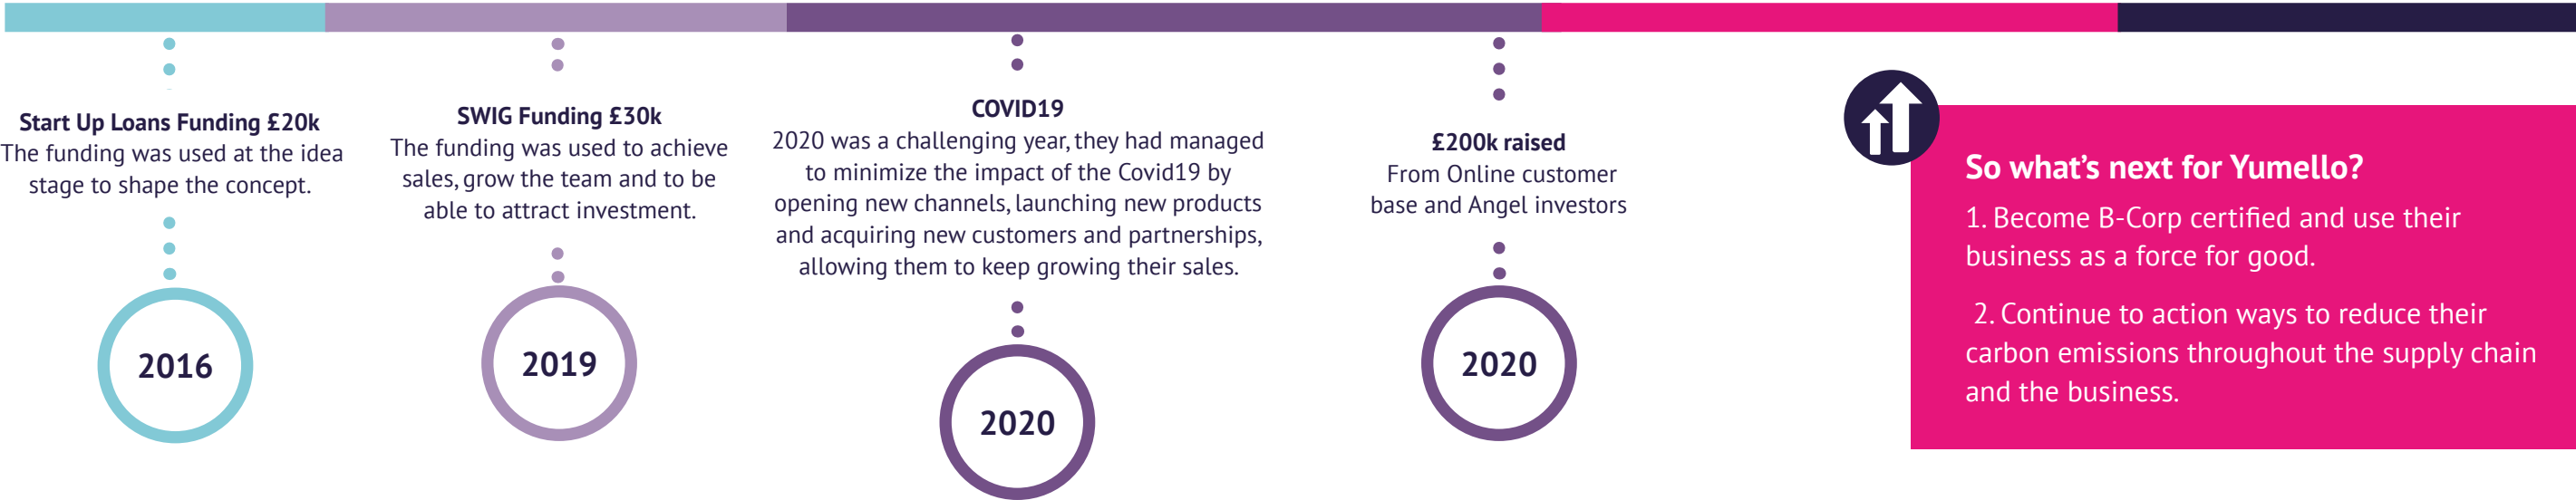 Start Up Loans Funding £20k
The funding was used at the idea
stage to shape the concept.
2016
SWIG Funding £30k
The funding was used to achieve
sales, grow the team and to be
able to attract investment.
2019
COVID19
2020 was a challenging year, they had managed
to minimize the impact of the Covid19 by
opening new channels, launching new products
and acquiring new customers and partnerships,
allowing them to keep growing their sales.
2020
£200k raised
From Online customer
base and Angel investors
2020
So what’s next for Yumello?
1. Become B-Corp certified and use their
business as a force for good.
2. Continue to action ways to reduce their
carbon emissions throughout the supply chain
and the business.